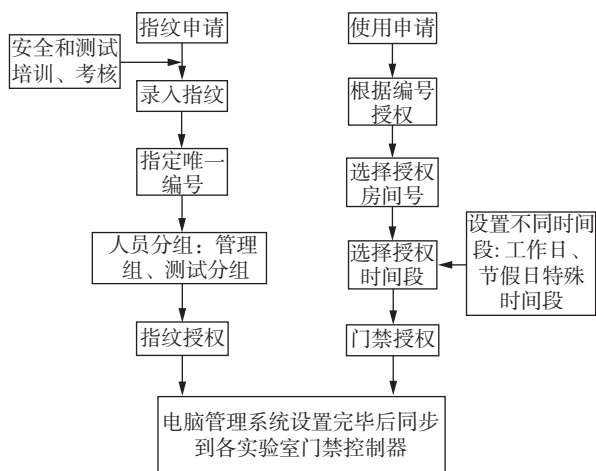 指纹申请
安全和测试
培训、考核
录入指纹
指定唯一
编号
人员分组：管理
组、测试分组
指纹授权
使用申请
根据编号
授权
选择授权
房间号
选择授权
时间段
设置不同时间
段：工作日、
节假日特殊
时间段
门禁授权
电脑管理系统设置完毕后同步
到各实验室门禁控制器